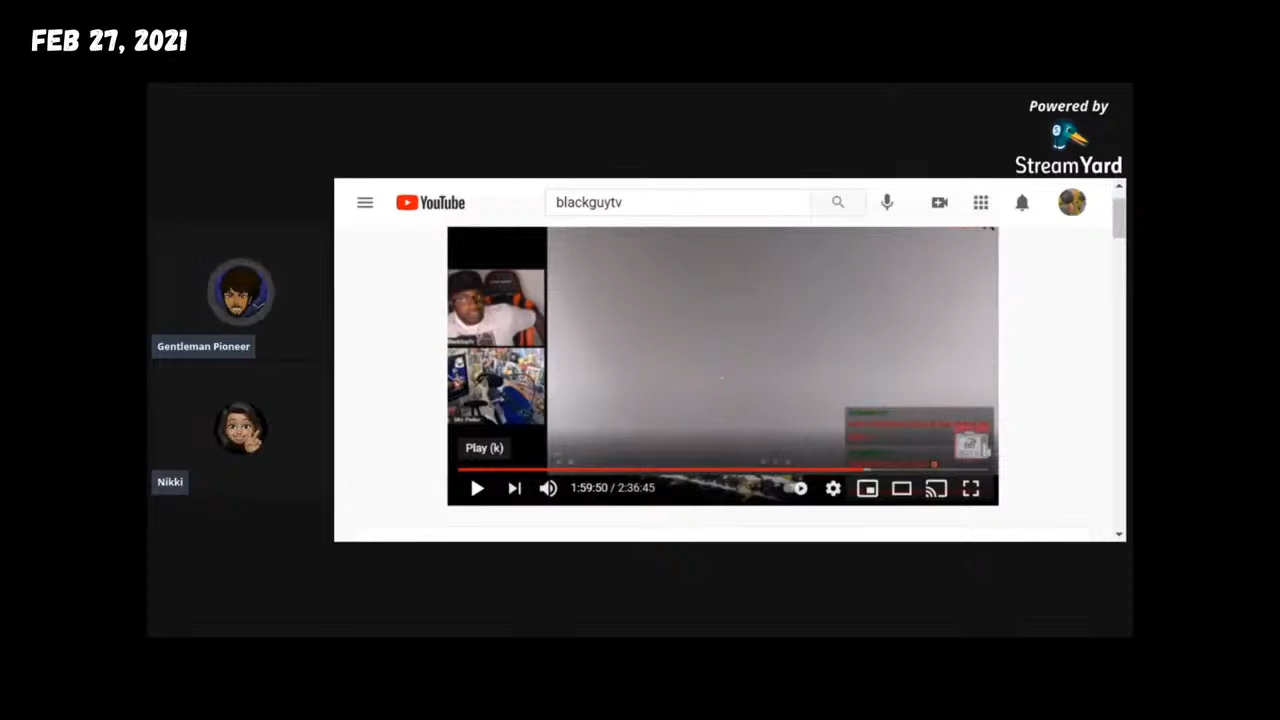 FEB 27, 2021
Powered by
StreamYard
YouTube
blackguytv
Gentleman Pioneer
Nikki
Play (k)
1:59:50 / 2:36:45